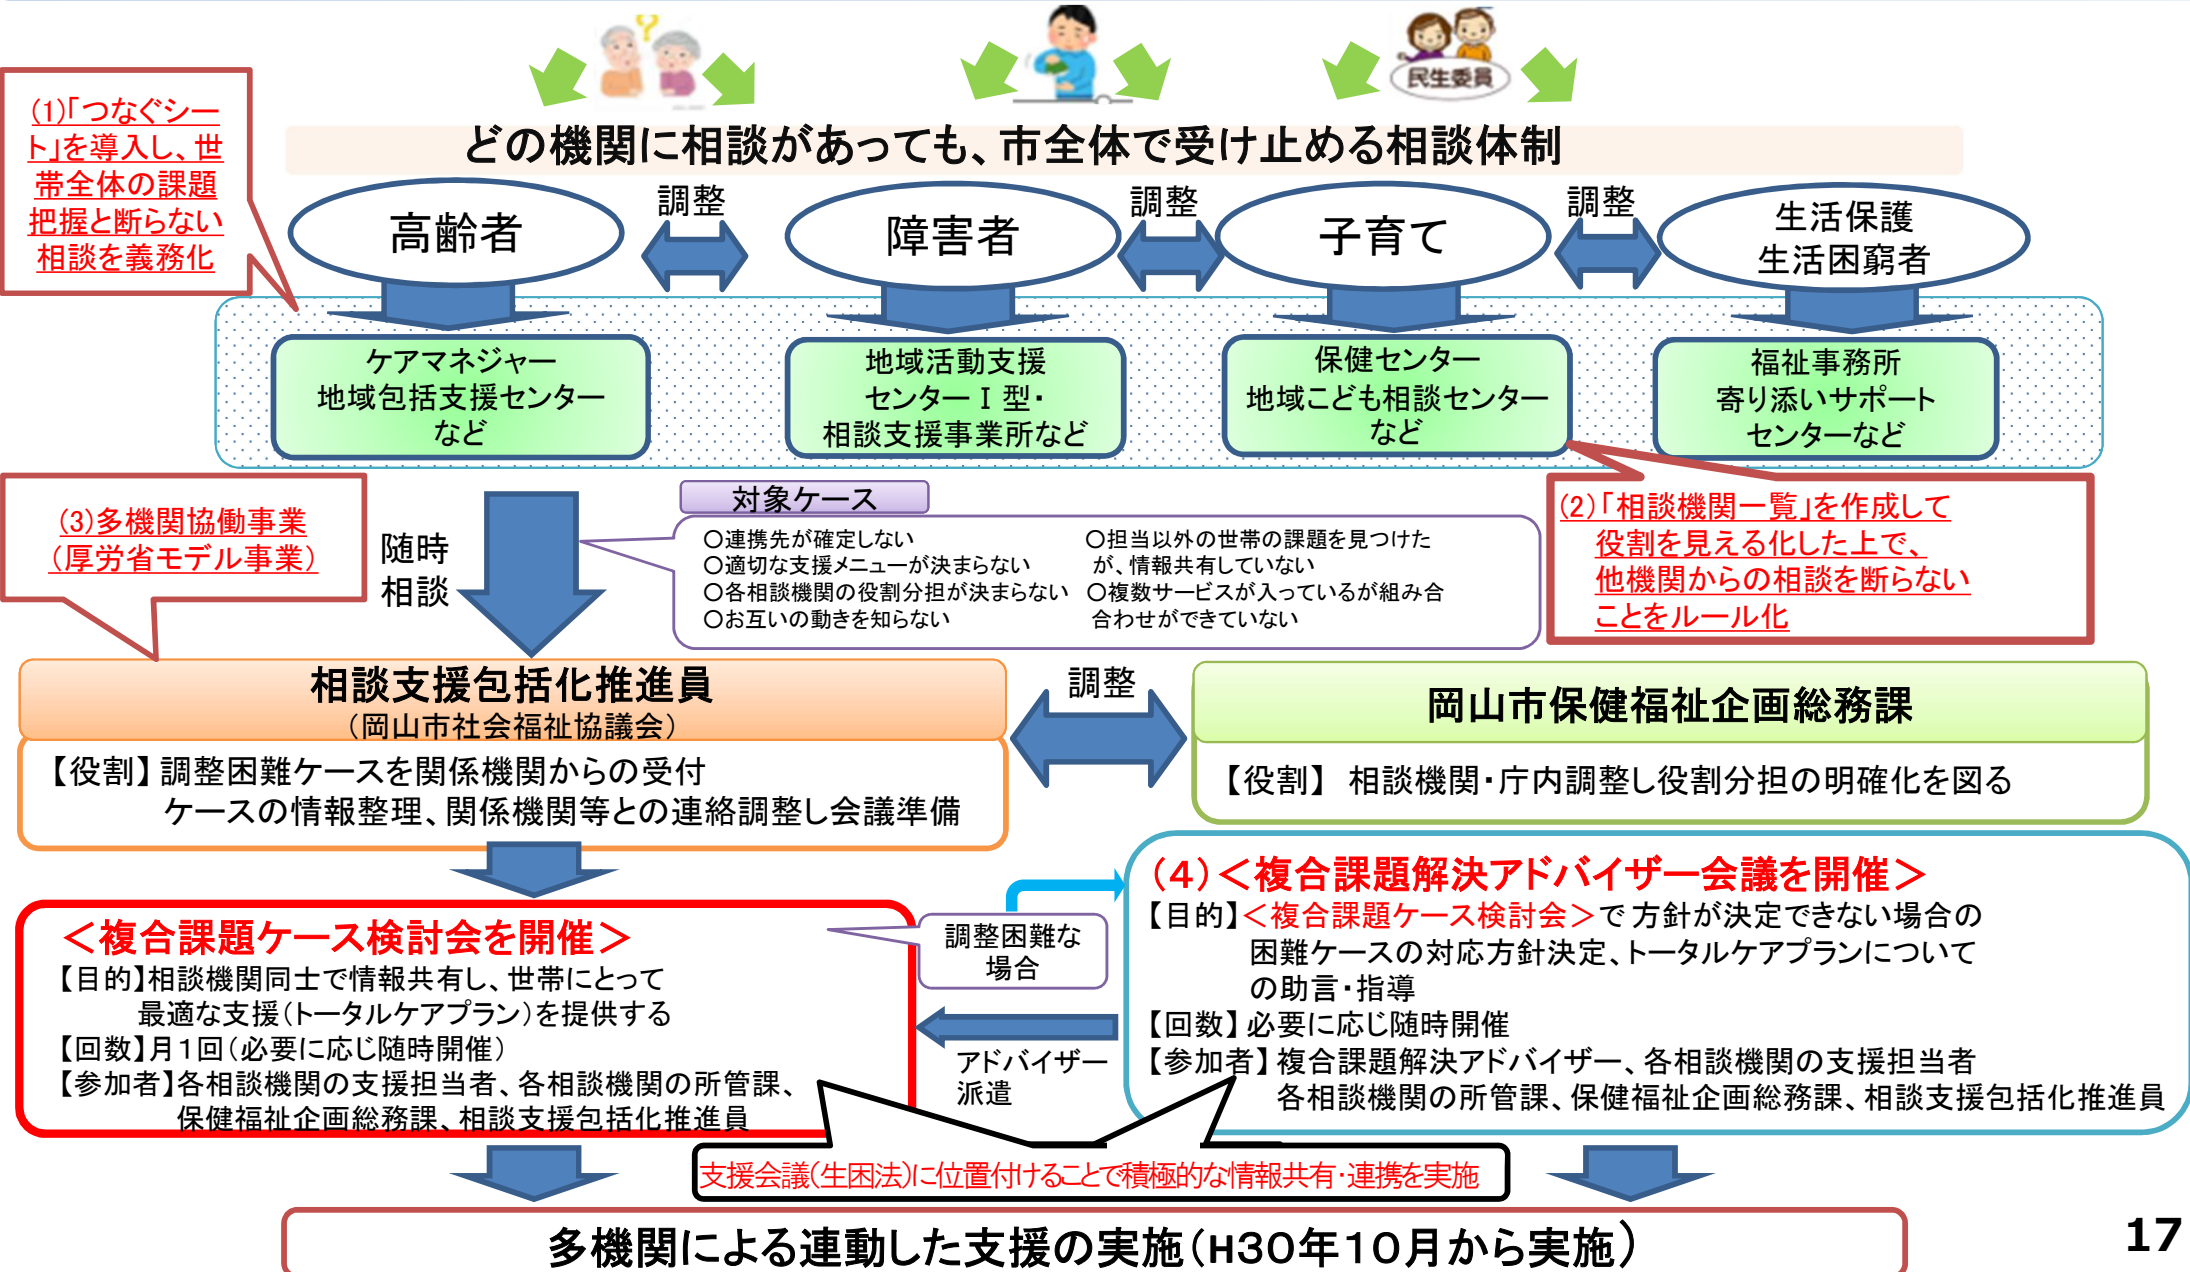 民生委員
どの機関に相談があっても、市全体で受け止める相談体制
(1)「つなぐシー
ト」を導入し、世
帯全体の課題
把握と断らない
相談を義務化
高齢者
調整
障害者
調整
子育て
調整
生活保護
生活困窮者
ケアマネジャー
地域包括支援センター
など
地域活動支援
センターⅠ型・
相談支援事業所など
保健センター
地域こども相談センター
など
福祉事務所
寄り添いサポート
センターなど
(3)多機関協働事業
(厚労省モデル事業)
随時
相談
対象ケース
○連携先が確定しない
○適切な支援メニューが決まらない
○各相談機関の役割分担が決まらない
○お互いの動きを知らない
○担当以外の世帯の課題を見つけた
が、情報共有していない
○複数サービスが入っているが組み合
合わせができていない
(2)「相談機関一覧」を作成して
役割を見える化した上で、
他機関からの相談を断らない
ことをルール化
相談支援包括化推進員
(岡山市社会福祉協議会)
【役割】調整困難ケースを関係機関からの受付
ケースの情報整理、関係機関等との連絡調整し会議準備
調整
岡山市保健福祉企画総務課
【役割】 相談機関・庁内調整し役割分担の明確化を図る
<複合課題ケース検討会を開催>
【目的】相談機関同士で情報共有し、世帯にとって
最適な支援(トータルケアプラン)を提供する
【回数】月1回(必要に応じ随時開催)
【参加者】各相談機関の支援担当者、各相談機関の所管課、
保健福祉企画総務課、相談支援包括化推進員
調整困難な
場合
アドバイザー
派遣
(4)<複合課題解決アドバイザー会議を開催>
【目的】<複合課題ケース検討会>で方針が決定できない場合の
困難ケースの対応方針決定、トータルケアプランについて
の助言・指導
【回数】必要に応じ随時開催
【参加者】複合課題解決アドバイザー、各相談機関の支援担当者
各相談機関の所管課、保健福祉企画総務課、相談支援包括化推進員
支援会議(生困法)に位置付けることで積極的な情報共有・連携を実施
多機関による連動した支援の実施(H30年10月から実施)
17